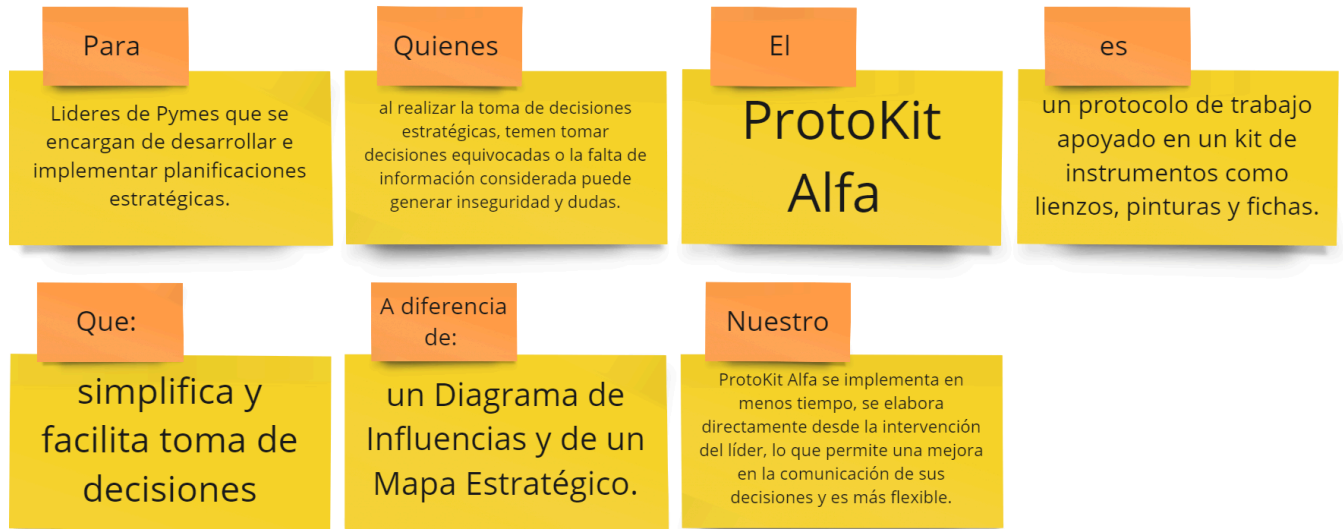 Para
Lideres de Pymes que se
encargan de desarrollar e
implementar planificaciones
estratégicas.
Quienes
al realizar la toma de decisiones
estratégicas, temen tomar
decisiones equivocadas o la falta de
información considerada puede
generar inseguridad y dudas.
El
ProtoKit
Alfa
es
un protocolo de trabajo
apoyado en un kit de
instrumentos como
lienzos, pinturas y fichas.
Que:
simplifica y
facilita toma de
decisiones
A diferencia
de:
un Diagrama de
Influencias y de un
Mapa Estratégico.
Nuestro
ProtoKit Alfa se implementa en
menos tiempo, se elabora
directamente desde la intervención
del líder, lo que permite una mejora
en la comunicación de sus
decisiones y es más flexible.